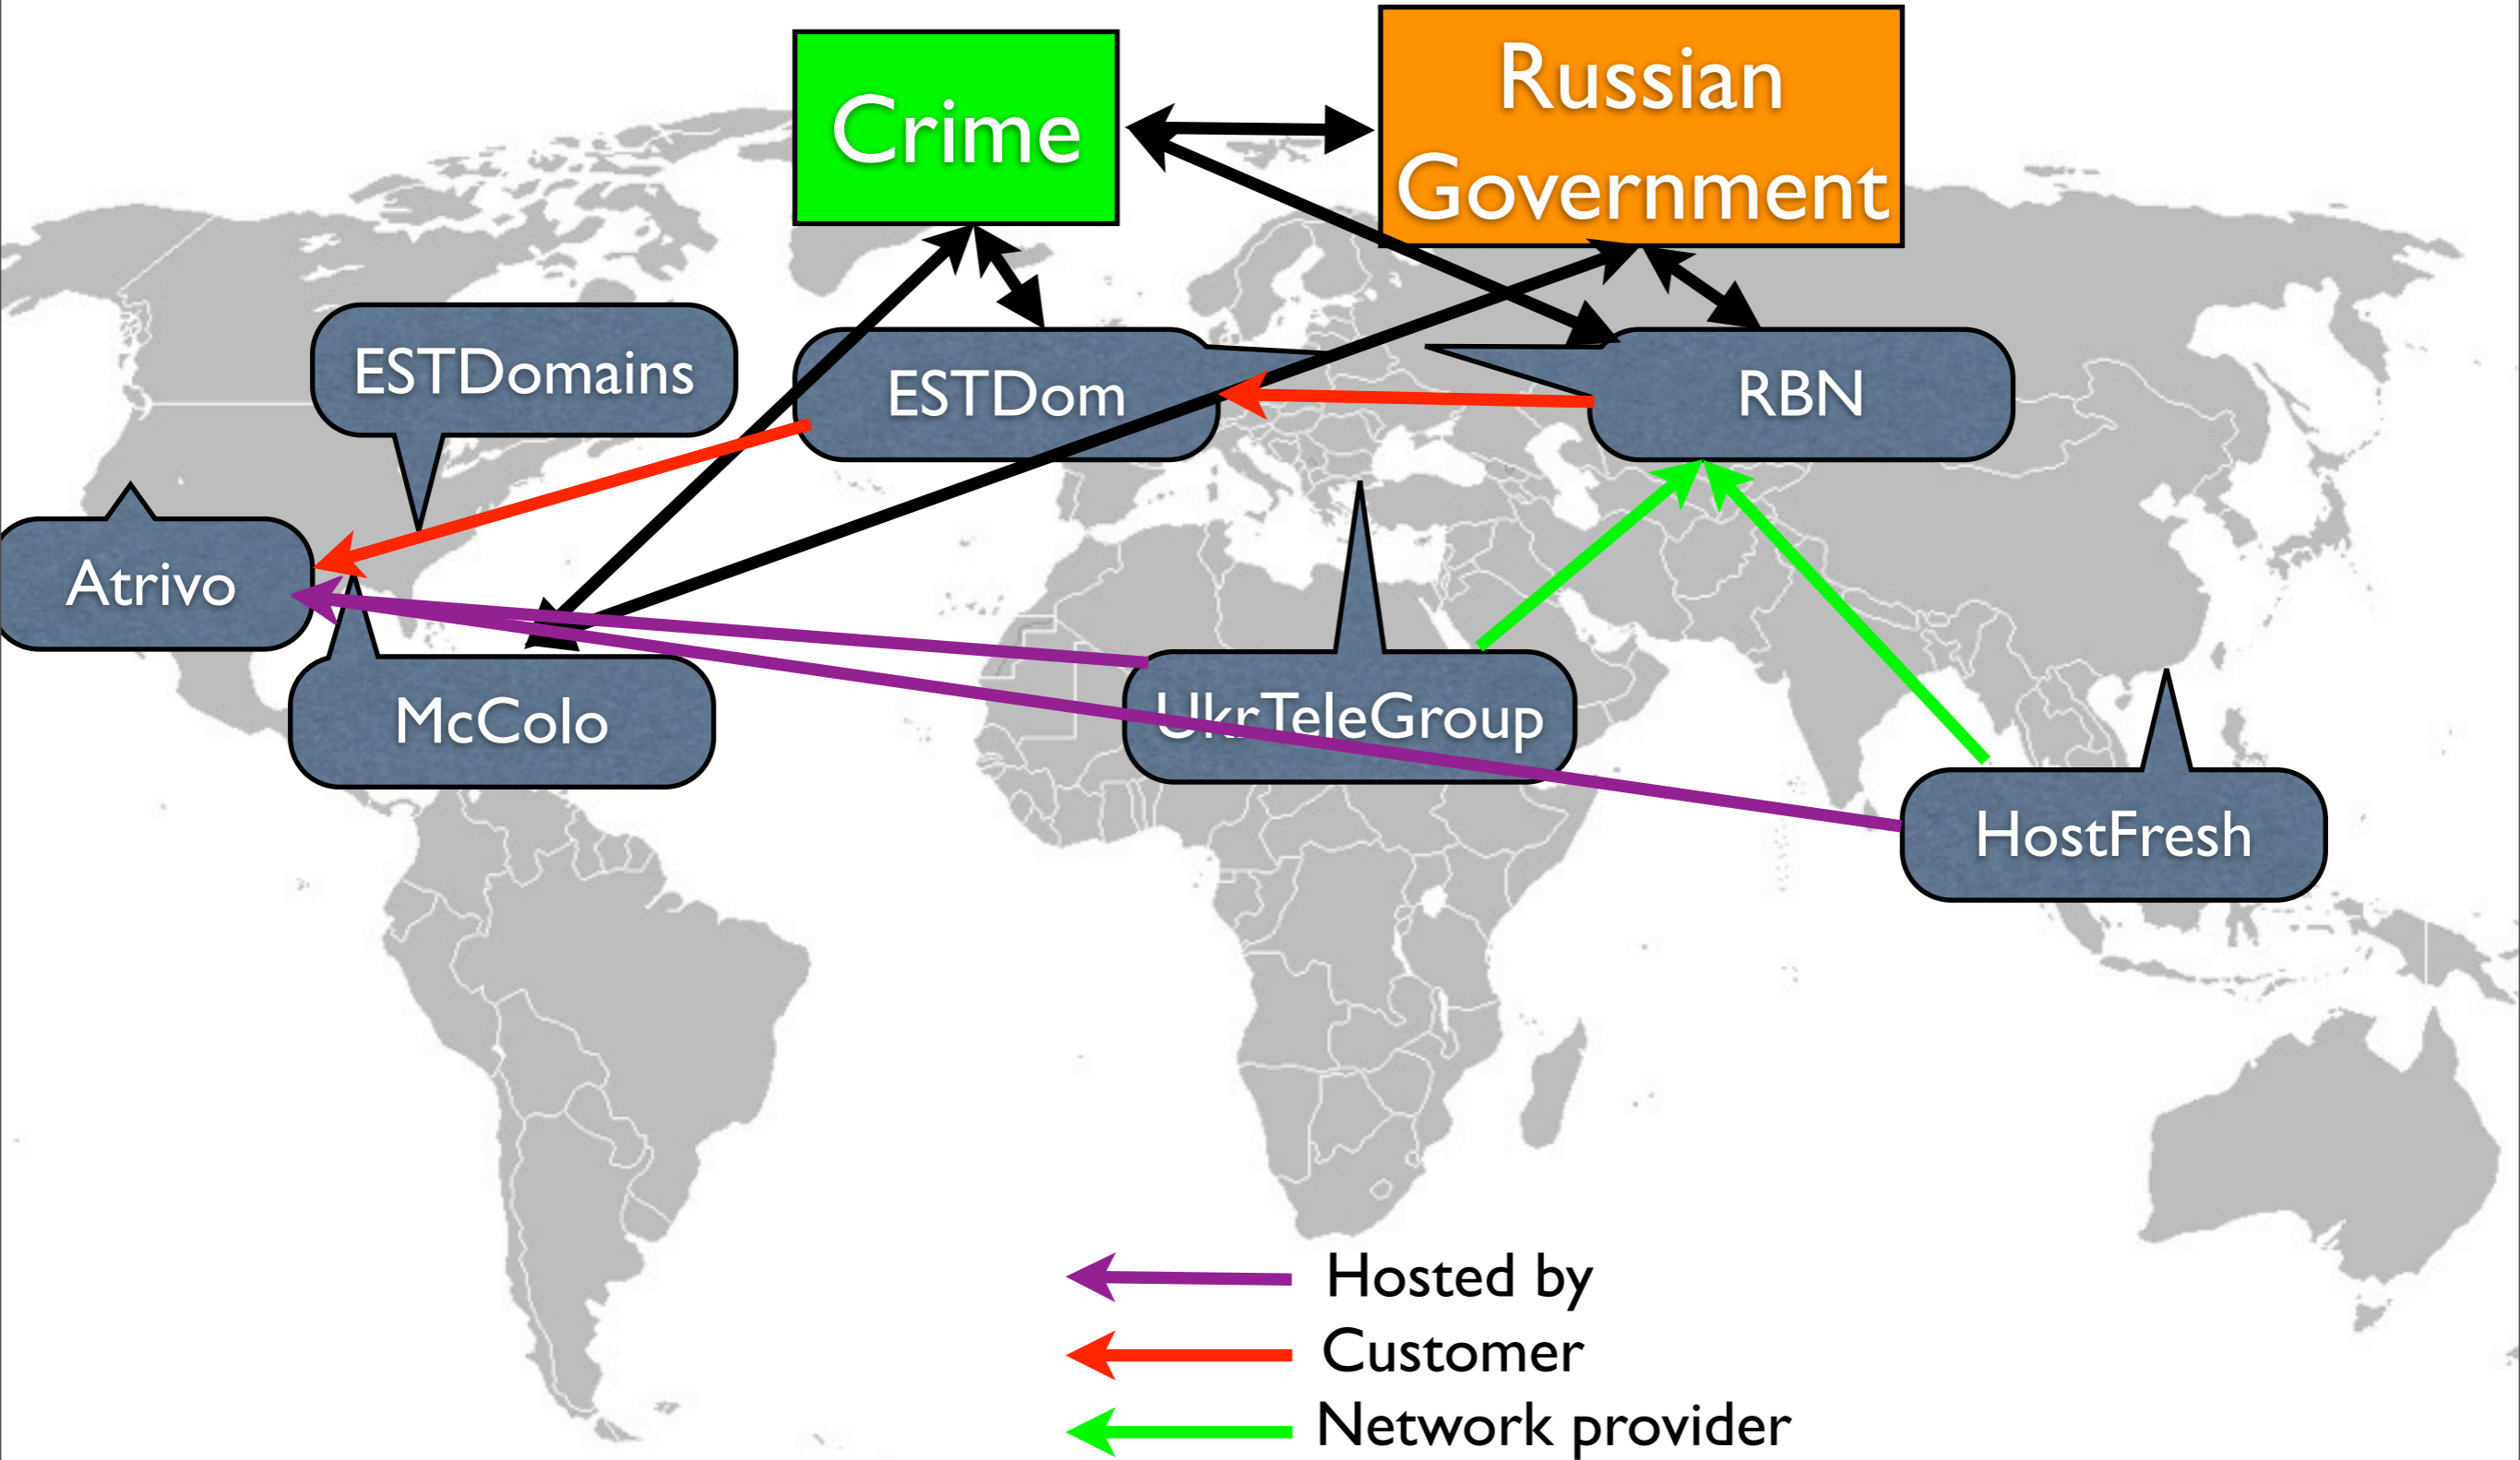 Crime
Russian
Government
ESTDomains
ESTDom
RBN
Atrivo
McColo
UkrTeleGroup
HostFresh
Hosted by
Customer
Network provider